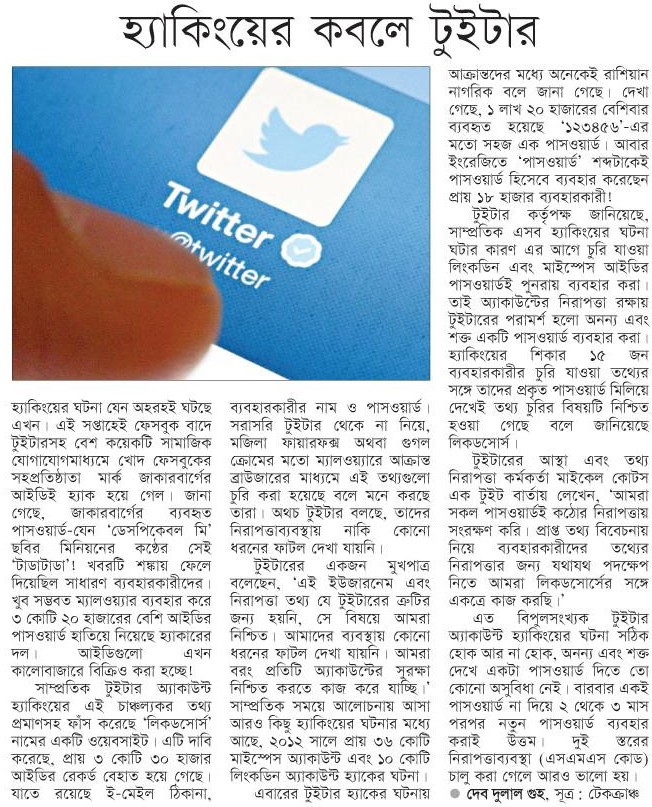 হ্যাকিংয়ের কবলে টুইটার
Twitter
@twitter
হ্যাকিংয়ের ঘটনা যেন অহরহই ঘটছে
এখন। এই সপ্তাহেই ফেসবুক বাদে
টুইটারসহ বেশ কয়েকটি সামাজিক
যোগাযোগমাধ্যমে খোদ ফেসবুকের
সহপ্রতিষ্ঠাতা মার্ক জাকারবার্গের
আইডিই হ্যাক হয়ে গেল। জানা
গেছে, জাকারবার্গের ব্যবহৃত
পাসওয়ার্ড-যেন ‘ডেসপিকেবল মি’
ছবির মিনিয়নের কণ্ঠের সেই
‘টাডাটাডা’! খবরটি শঙ্কায় ফেলে
দিয়েছিল সাধারণ ব্যবহারকারীদের।
খুব সম্ভবত ম্যালওয়্যার ব্যবহার করে
৩ কোটি ২০ হাজারের বেশি আইডির
পাসওয়ার্ড হাতিয়ে নিয়েছে হ্যাকারের
দল। আইডিগুলো এখন
কালোবাজারে বিক্রিও করা হচ্ছে!
সাম্প্রতিক টুইটার অ্যাকাউন্ট
হ্যাকিংয়ের এই চাঞ্চল্যকর তথ্য
প্রমাণসহ ফাঁস করেছে ‘লিকডসোর্স’
নামের একটি ওয়েবসাইট। এটি দাবি
করেছে, প্রায় ৩ কোটি ৩০ হাজার
আইডির রেকর্ড বেহাত হয়ে গেছে।
যাতে রয়েছে ই-মেইল ঠিকানা,
ব্যবহারকারীর নাম ও পাসওয়ার্ড।
সরাসরি টুইটার থেকে না নিয়ে,
মজিলা ফায়ারফক্স অথবা গুগল
ক্রোমের মতো ম্যালওয়্যারে আক্রান্ত
ব্রাউজারের মাধ্যমে এই তথ্যগুলো
চুরি করা হয়েছে বলে মনে করছে
তারা। অথচ টুইটার বলছে, তাদের
নিরাপত্তাব্যবস্থায় নাকি কোনো
ধরনের ফাটল দেখা যায়নি।
টুইটারের একজন মুখপাত্র
বলেছেন, ‘এই ইউজারনেম এবং
নিরাপত্তা তথ্য যে টুইটারের ত্রুটির
জন্য হয়নি, সে বিষয়ে আমরা
নিশ্চিত। আমাদের ব্যবস্থায় কোনো
ধরনের ফাটল দেখা যায়নি। আমরা
বরং প্রতিটি অ্যাকাউন্টের সুরক্ষা
নিশ্চিত করতে কাজ করে যাচ্ছি।’
সাম্প্রতিক সময়ে আলোচনায় আসা
আরও কিছু হ্যাকিংয়ের ঘটনার মধ্যে
আছে, ২০১২ সালে প্রায় ৩৬ কোটি
মাইস্পেস অ্যাকাউন্ট এবং ১০ কোটি
লিংকডিন অ্যাকাউন্ট হ্যাকের ঘটনা।
এবারের টুইটার হ্যাকের ঘটনায়
আক্রান্তদের মধ্যে অনেকেই রাশিয়ান
নাগরিক বলে জানা গেছে। দেখা
গেছে, ১ লাখ ২০ হাজারের বেশিবার
ব্যবহৃত হয়েছে ‘১২৩৪৫৬’-এর
মতো সহজ এক পাসওয়ার্ড। আবার
ইংরেজিতে ‘পাসওয়ার্ড’ শব্দটাকেই
পাসওয়ার্ড হিসেবে ব্যবহার করেছেন
প্রায় ১৮ হাজার ব্যবহারকারী!
টুইটার কর্তৃপক্ষ জানিয়েছে,
সাম্প্রতিক এসব হ্যাকিংয়ের ঘটনা
ঘটার কারণ এর আগে চুরি যাওয়া
লিংকডিন এবং মাইস্পেস আইডির
পাসওয়ার্ডই পুনরায় ব্যবহার করা।
তাই অ্যাকাউন্টের নিরাপত্তা রক্ষায়
টুইটারের পরামর্শ হলো অনন্য এবং
শক্ত একটি পাসওয়ার্ড ব্যবহার করা।
হ্যাকিংয়ের শিকার ১৫ জন
ব্যবহারকারীর চুরি যাওয়া তথ্যের
সঙ্গে তাদের প্রকৃত পাসওয়ার্ড মিলিয়ে
দেখেই তথ্য চুরির বিষয়টি নিশ্চিত
হওয়া গেছে বলে জানিয়েছে
লিকডসোর্স।
টুইটারের আস্থা এবং তথ্য
নিরাপত্তা কর্মকর্তা মাইকেল কোটস
এক টুইট বার্তায় লেখেন, ‘আমরা
সকল পাসওয়ার্ডই কঠোর নিরাপত্তায়
সংরক্ষণ করি। প্রাপ্ত তথ্য বিবেচনায়
নিয়ে ব্যবহারকারীদের তথ্যের
নিরাপত্তার জন্য যথাযথ পদক্ষেপ
নিতে আমরা লিকডসোর্সের সঙ্গে
একত্রে কাজ করছি।’
এত বিপুলসংখ্যক টুইটার
অ্যাকাউন্ট হ্যাকিংয়ের ঘটনা সঠিক
হোক আর না হোক, অনন্য এবং শক্ত
দেখে একটা পাসওয়ার্ড দিতে তো
কোনো অসুবিধা নেই। বারবার একই
পাসওয়ার্ড না দিয়ে ২ থেকে ৩ মাস
পরপর নতুন পাসওয়ার্ড ব্যবহার
করাই উত্তম। দুই স্তরের
নিরাপত্তাব্যবস্থা (এসএমএস কোড)
চালু করা গেলে আরও ভালো হয়।
● দেব দুলাল গুহ, সূত্র : টেকক্রাঞ্চ